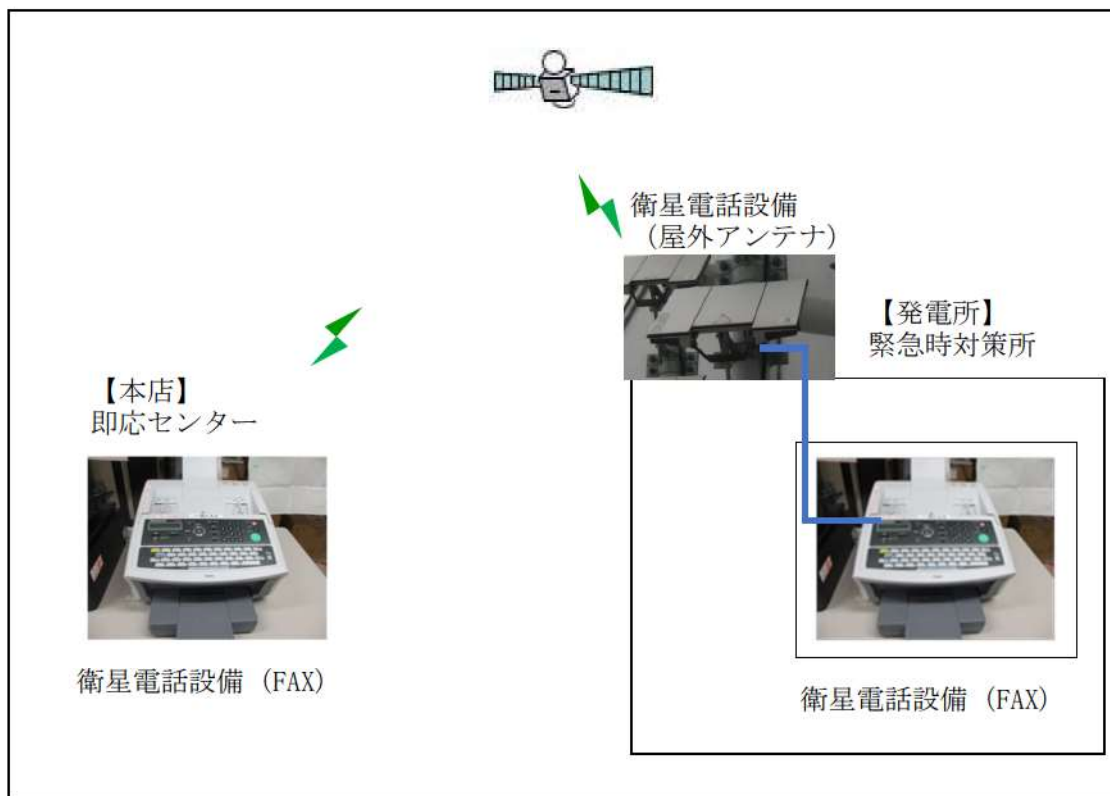 衛星電話設備
（屋外アンテナ）
【発電所】
緊急時対策所
【本店】
即応センター
衛星電話設備 (FAX)
衛星電話設備 (FAX)